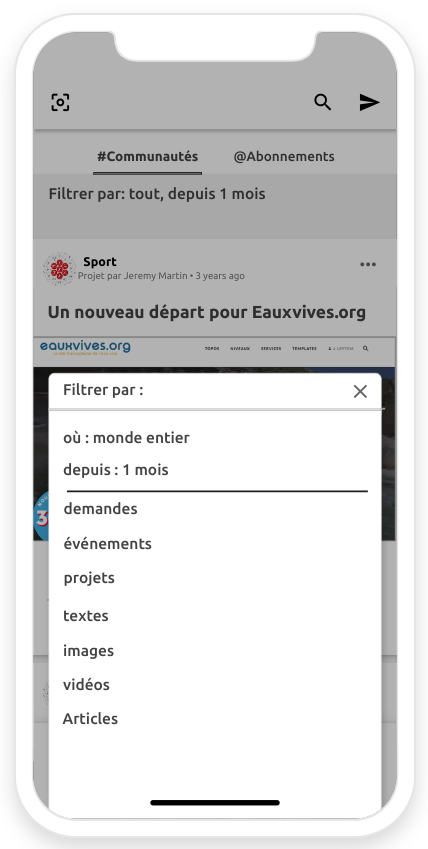 #Communautés @Abonnements
Filtrer par: tout, depuis 1 mois
Sport
Projet par Jeremy Martin • 3 years ago
Un nouveau départ pour Eauxvives.org
eauxvives.org
TOPOS NIVEAUX SERVICES TEMPLATES
Filtrer par :
où : monde entier
depuis : 1 mois
demandes
événements
projets
textes
images
vidéos
Articles